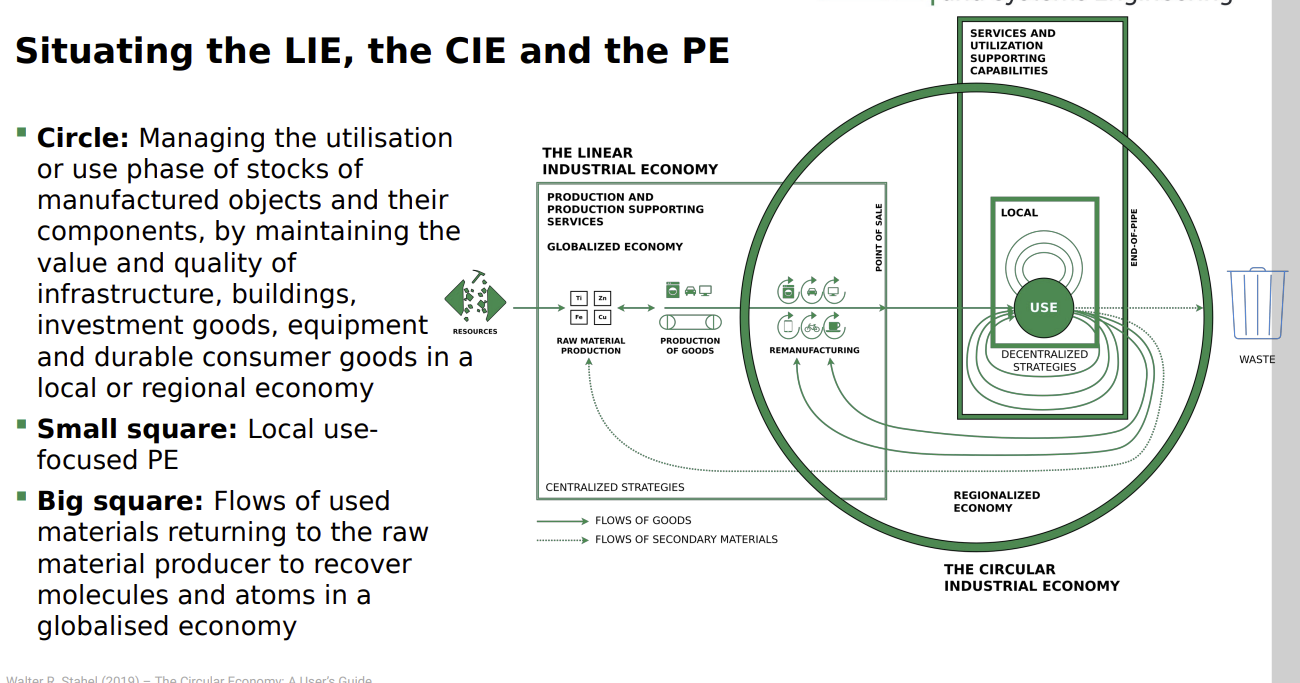 and Systems Engineering
Situating the LIE, the CIE and the PE
Circle: Managing the utilisation
or use phase of stocks of
manufactured objects and their
components, by maintaining the
value and quality of
infrastructure, buildings,
investment goods, equipment
and durable consumer goods in a
local or regional economy
Small square: Local use-
focused PE
Big square: Flows of used
materials returning to the raw
material producer to recover
molecules and atoms in a
globalised economy
SERVICES AND
UTILIZATION
SUPPORTING
CAPABILITIES
THE LINEAR
INDUSTRIAL ECONOMY
PRODUCTION AND
PRODUCTION SUPPORTING
SERVICES
GLOBALIZED ECONOMY
POINT OF SALE
LOCAL
END-OF-PIPE
RESOURCES
Ti
Zn
Fe
Cu
RAW MATERIAL
PRODUCTION
PRODUCTION
OF GOODS
REMANUFACTURING
USE
DECENTRALIZED
STRATEGIES
WASTE
CENTRALIZED STRATEGIES
REGIONALIZED
ECONOMY
FLOWS OF GOODS
FLOWS OF SECONDARY MATERIALS
THE CIRCULAR
INDUSTRIAL ECONOMY
Walter R. Stahel (2019) – The Circular Economy: A User's Guide